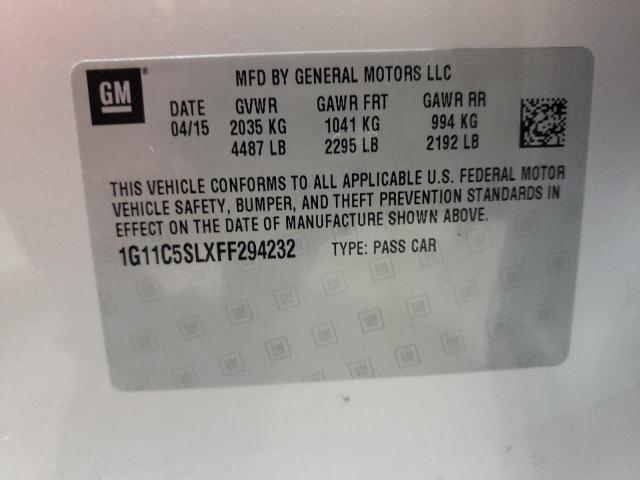 GM
MFD BY GENERAL MOTORS LLC
DATE GVWR GAWR FRT GAWR RR
04/15 2035 KG 1041 KG 994 KG
4487 LB 2295 LB 2192 LB
THIS VEHICLE CONFORMS TO ALL APPLICABLE U.S. FEDERAL MOTOR
VEHICLE SAFETY, BUMPER, AND THEFT PREVENTION STANDARDS IN
EFFECT ON THE DATE OF MANUFACTURE SHOWN ABOVE.
1G11C5SLXFF294232 TYPE: PASS CAR